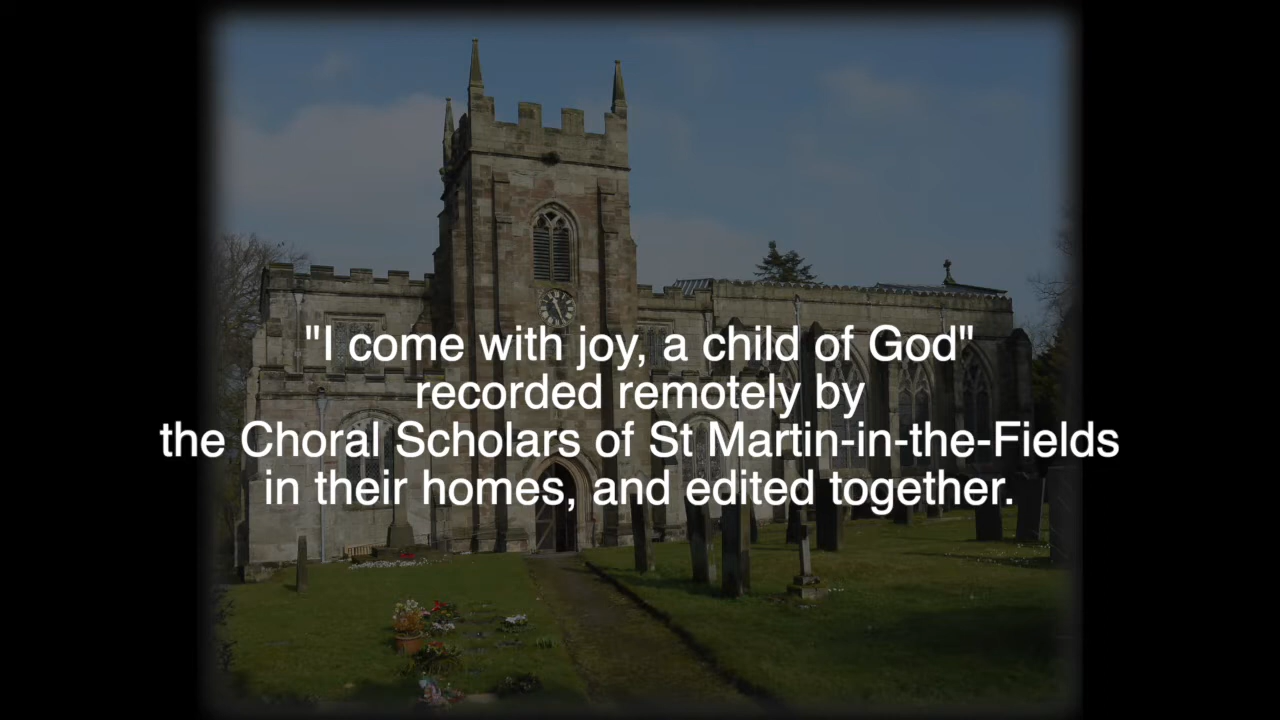 "I come with joy, a child of God"
recorded remotely by
the Choral Scholars of St Martin-in-the-Fields
in their homes, and edited together.